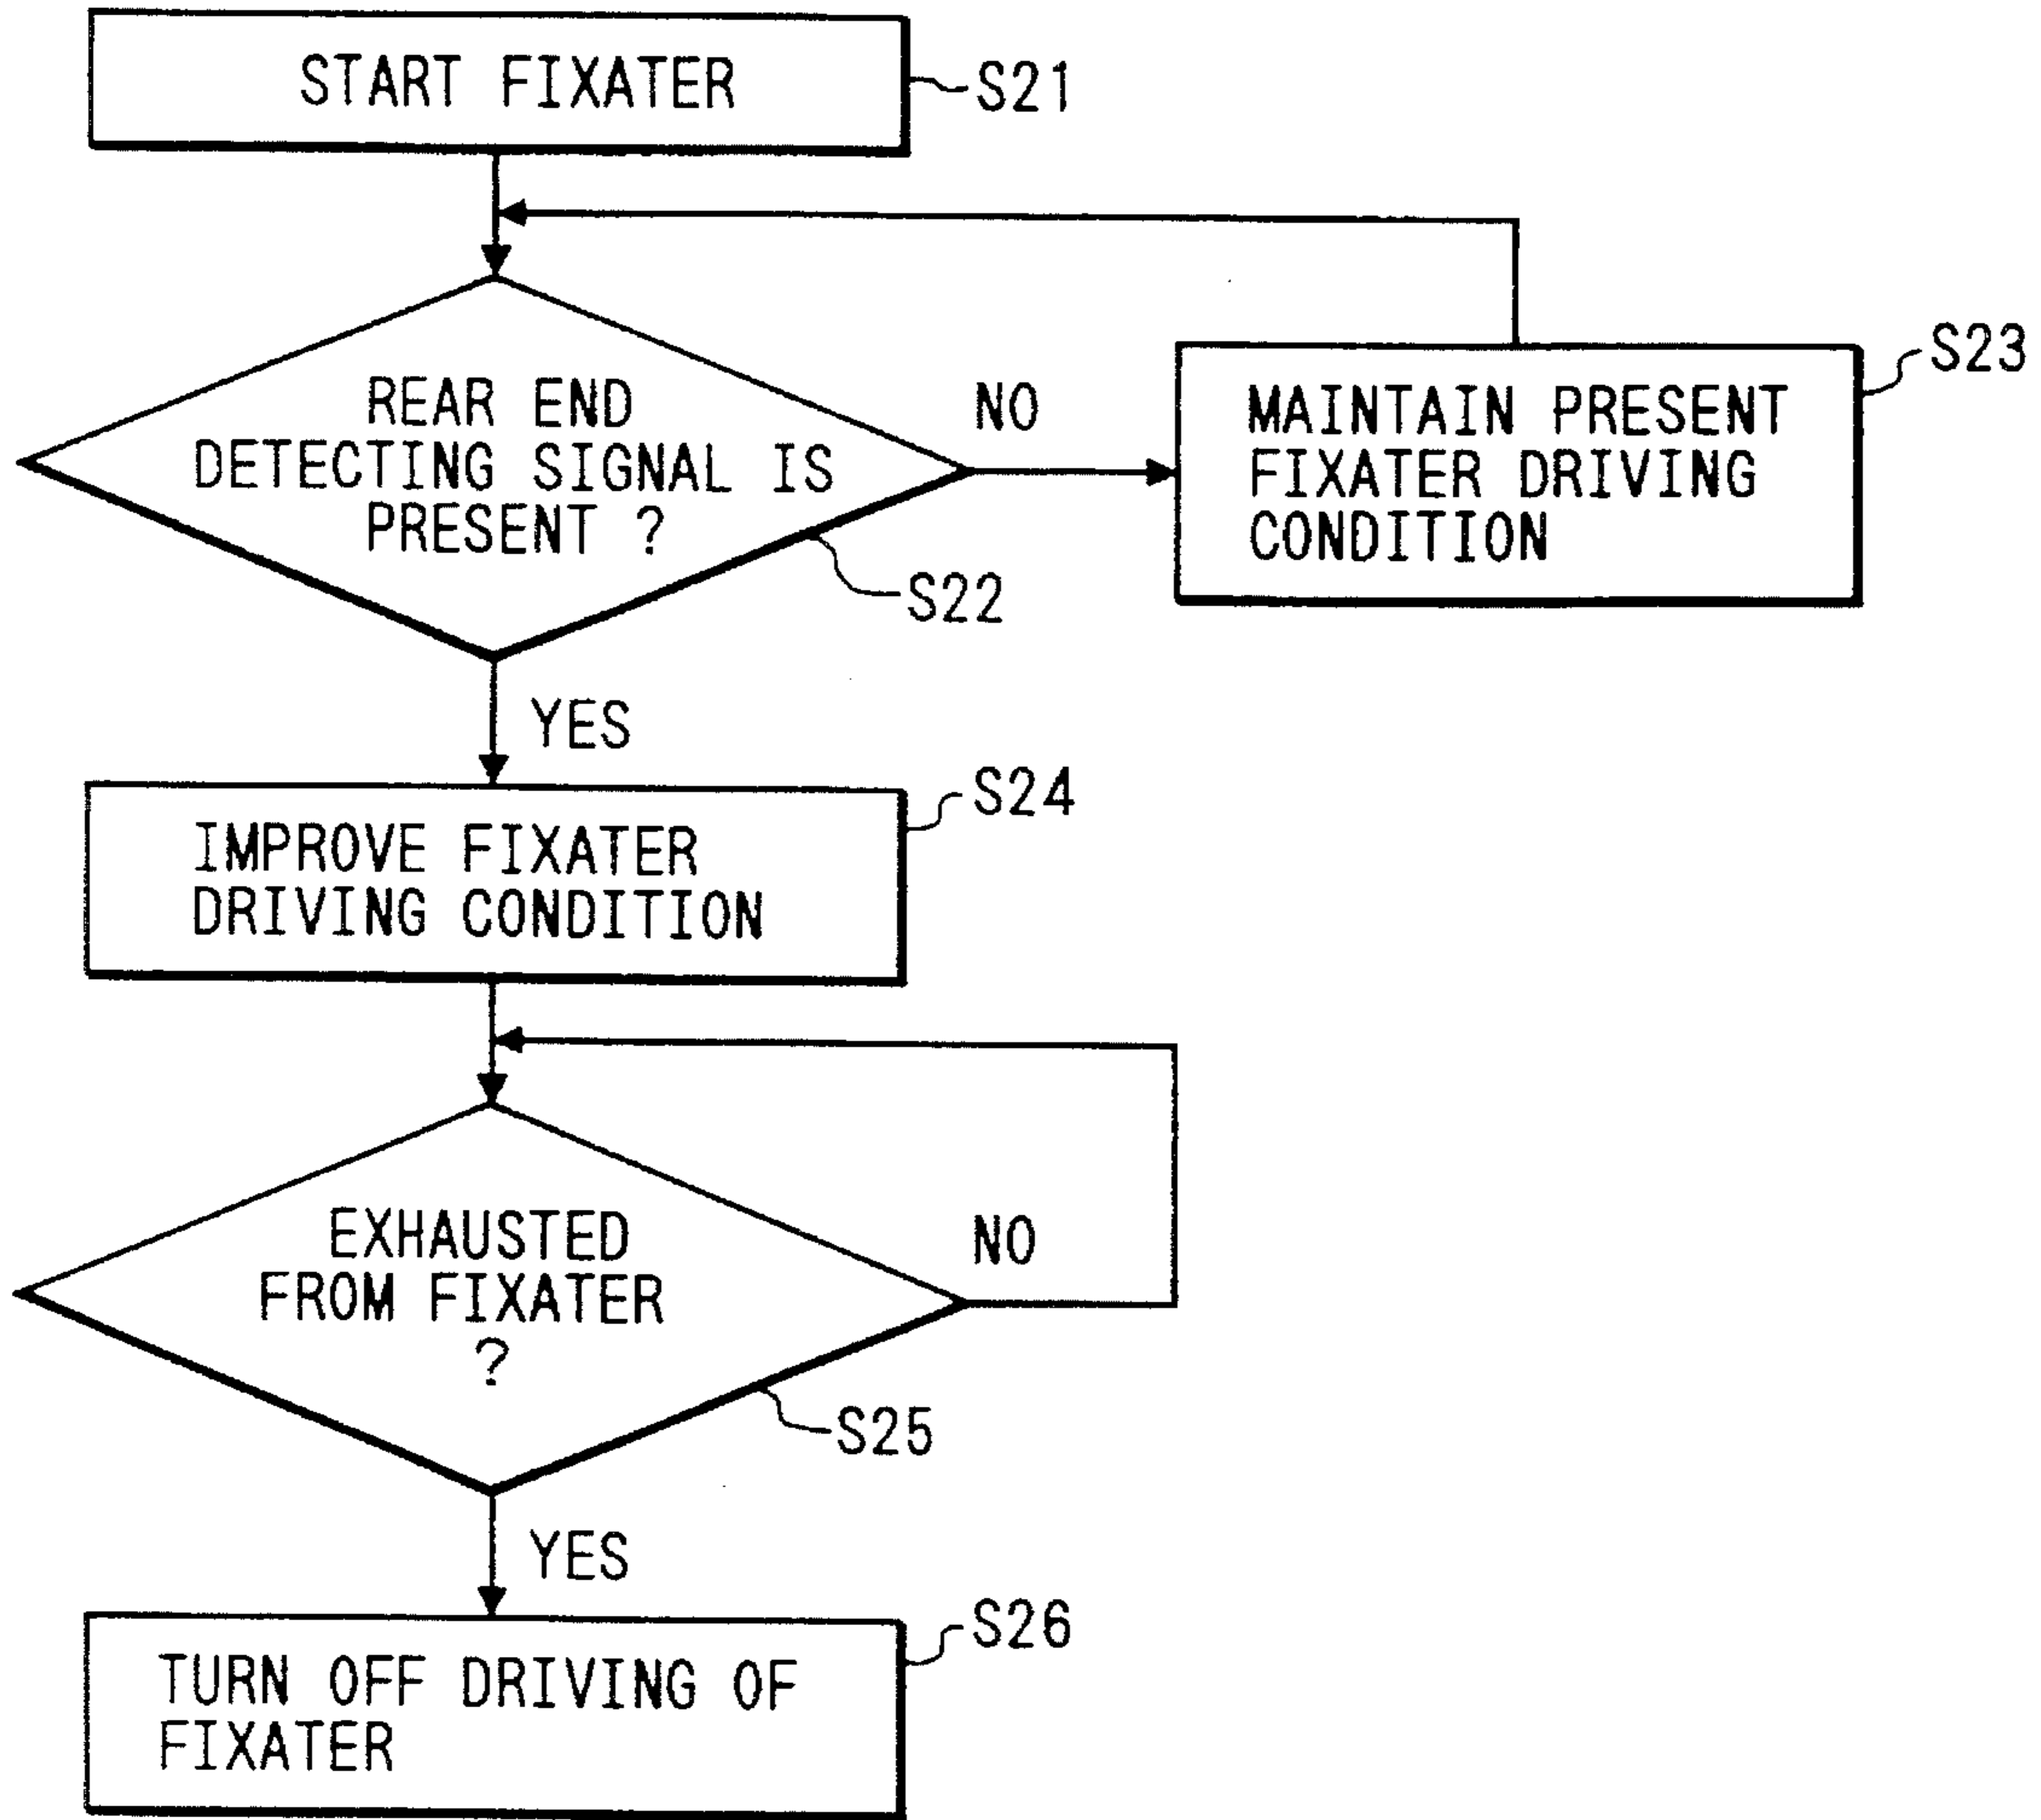 START FIXATER
S21
REAR END
DETECTING SIGNAL IS
PRESENT ?
S22
NO
MAINTAIN PRESENT
FIXATER DRIVING
CONDITION
S23
YES
IMPROVE FIXATER
DRIVING CONDITION
S24
EXHAUSTED
FROM FIXATER
?
S25
NO
YES
TURN OFF DRIVING OF
FIXATER
S26